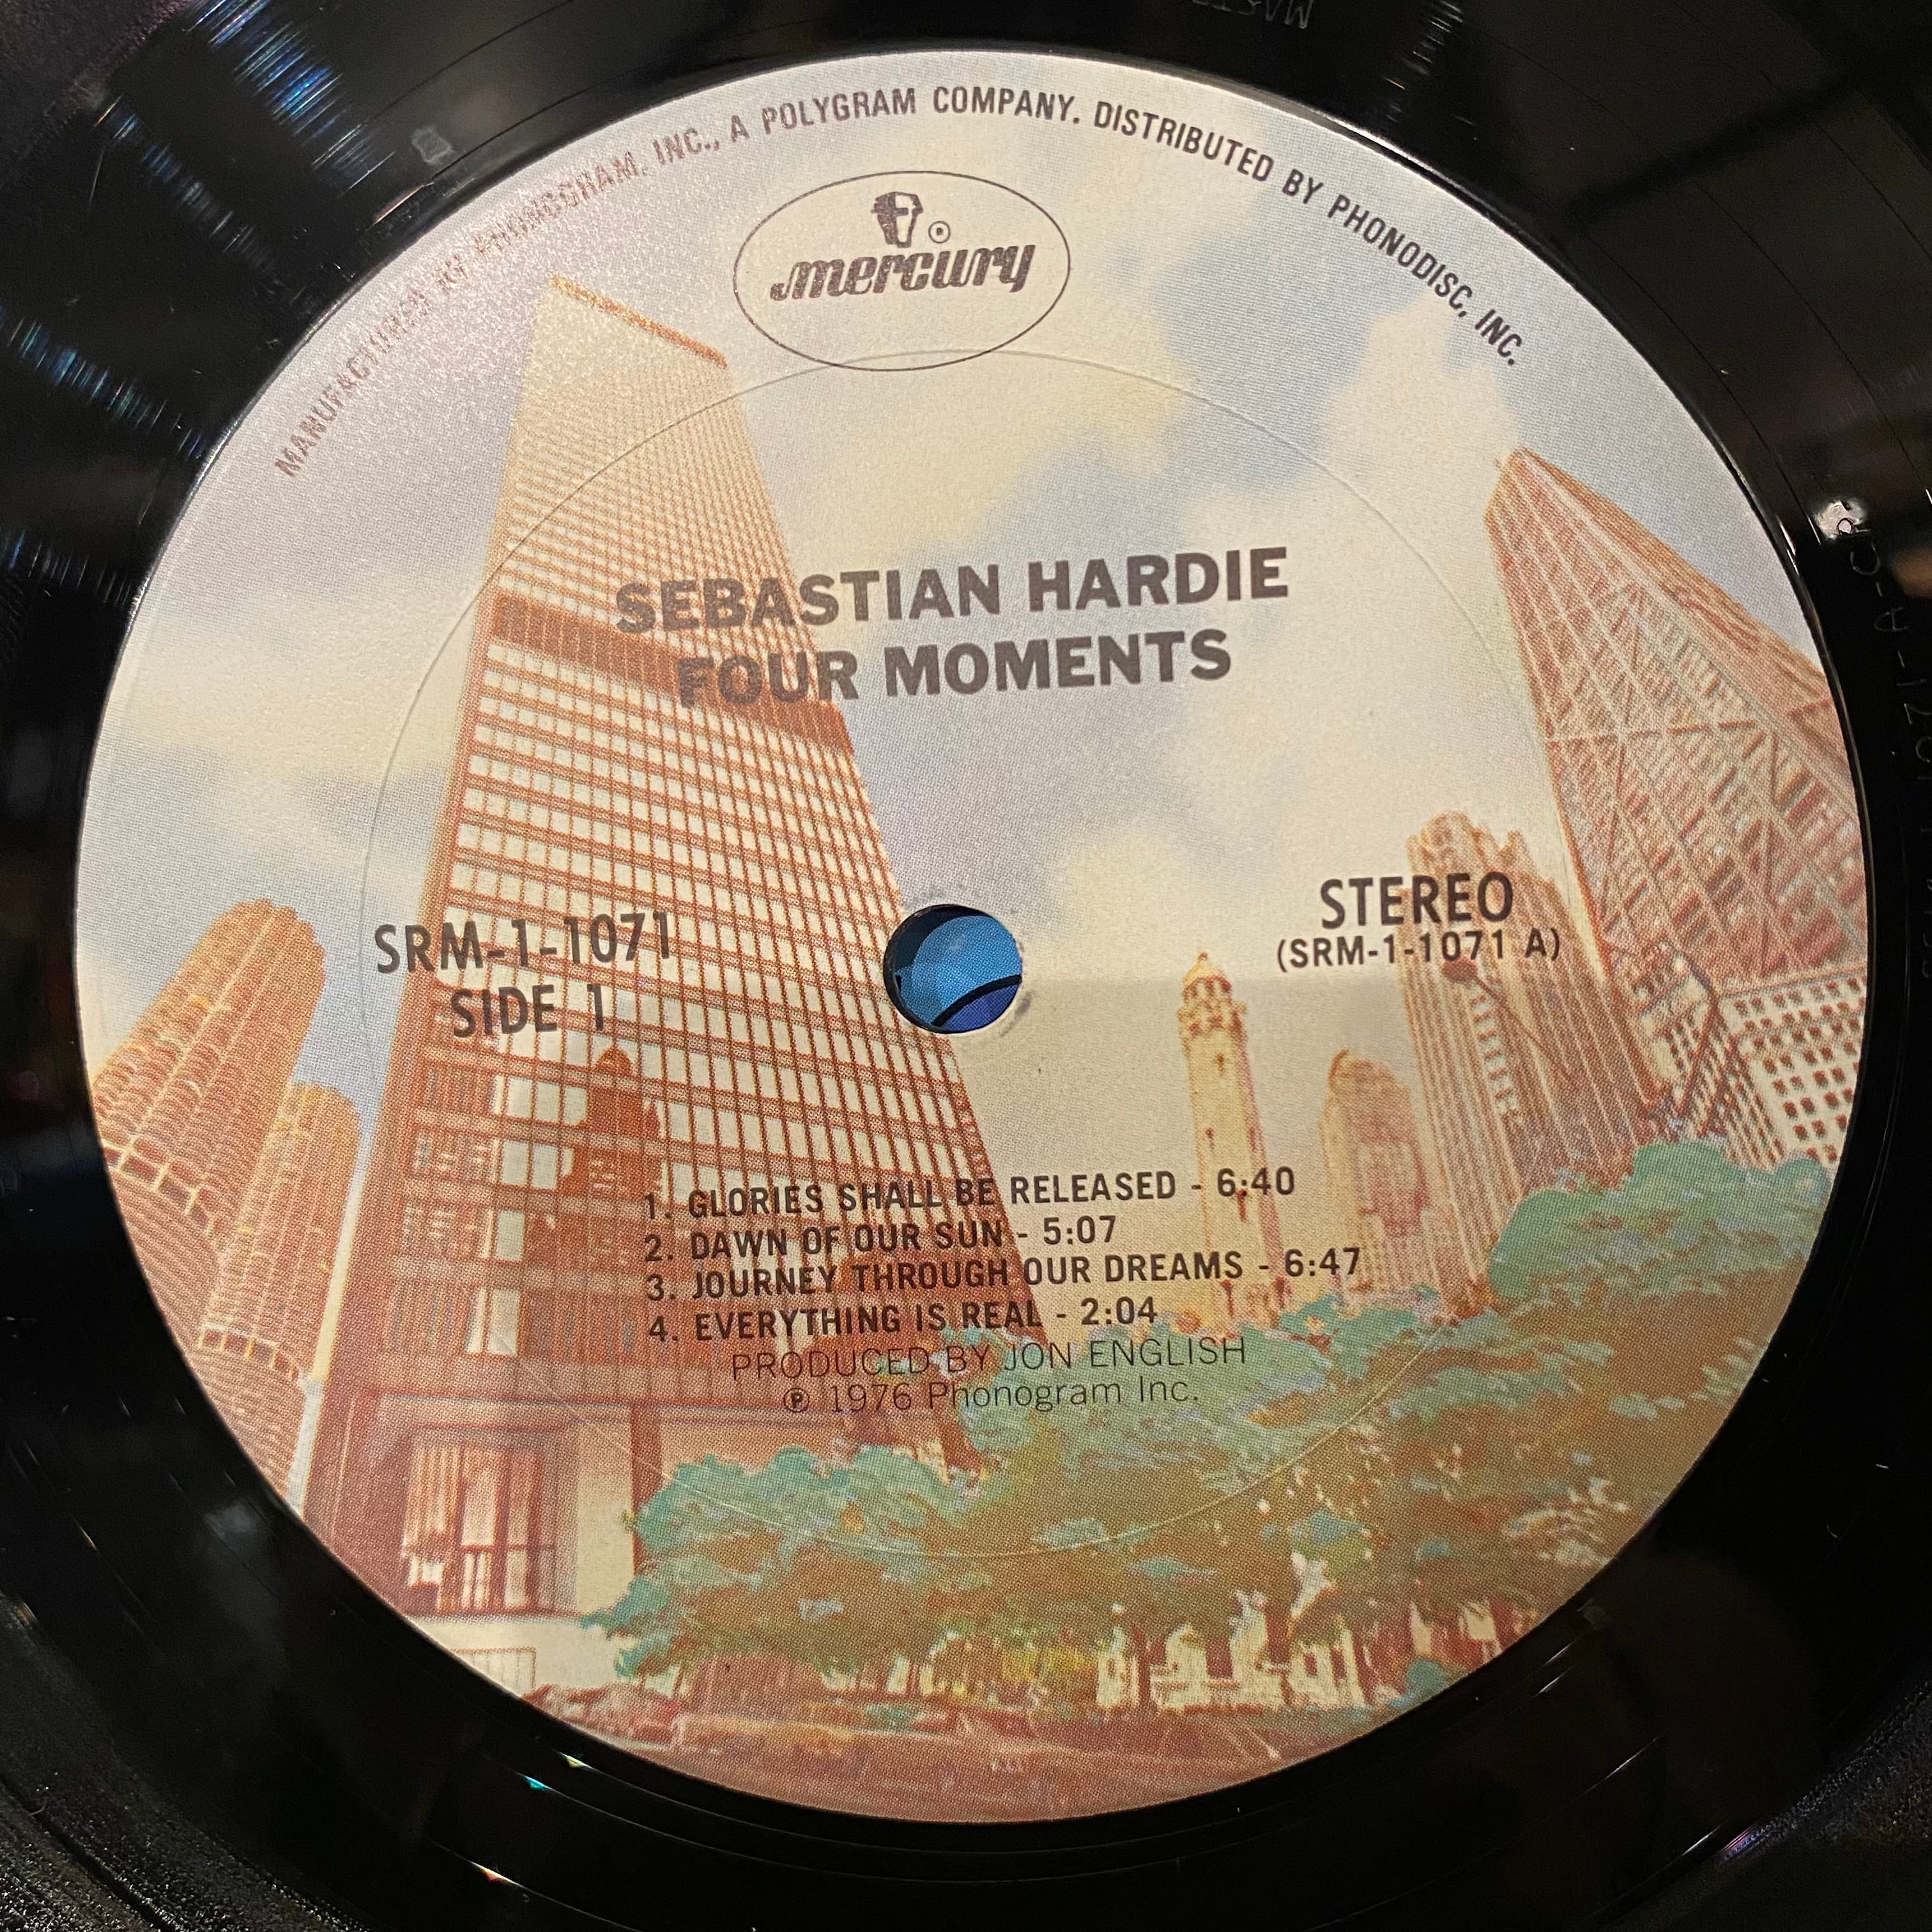 MANUFACTURED BY PHONOGRAM, INC., A POLYGRAM COMPANY. DISTRIBUTED BY PHONODISC, INC.
mercury
SEBASTIAN HARDIE
FOUR MOMENTS
SRM-1-1071
SIDE 1
STEREO
(SRM-1-1071 A)
1. GLORIES SHALL BE RELEASED - 6:40
2. DAWN OF OUR SUN - 5:07
3. JOURNEY THROUGH OUR DREAMS - 6:47
4. EVERYTHING IS REAL - 2:04
PRODUCED BY JON ENGLISH
℗ 1976 Phonogram Inc.